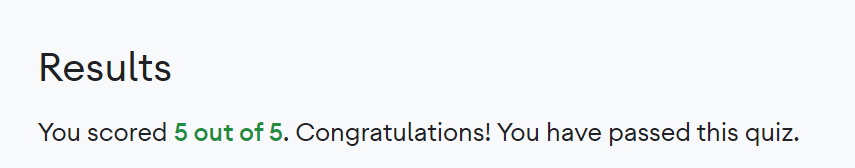 Results
You scored 5 out of 5. Congratulations! You have passed this quiz.